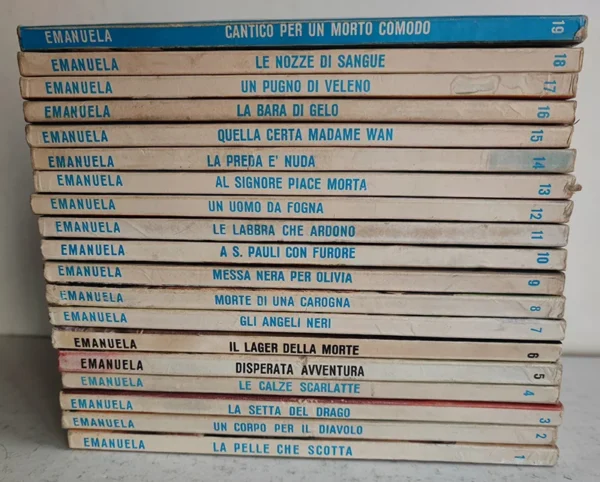 EMANUELA CANTICO PER UN MORTO COMODO 19
EMANUELA LE NOZZE DI SANGUE 18
EMANUELA UN PUGNO DI VELENO 17
EMANUELA LA BARA DI GELO 16
EMANUELA QUELLA CERTA MADAME WAN 15
EMANUELA LA PREDA E' NUDA 14
EMANUELA AL SIGNORE PIACE MORTA 13
EMANUELA UN UOMO DA FOGNA 12
EMANUELA LE LABBRA CHE ARDONO 11
EMANUELA A S. PAULI CON FURORE 10
EMANUELA MESSA NERA PER OLIVIA 9
EMANUELA MORTE DI UNA CAROGNA 8
EMANUELA GLI ANGELI NERI 7
EMANUELA IL LAGER DELLA MORTE 6
EMANUELA DISPERATA AVVENTURA 5
EMANUELA LE CALZE SCARLATTE 4
EMANUELA LA SETTA DEL DRAGO 3
EMANUELA UN CORPO PER IL DIAVOLO 2
EMANUELA LA PELLE CHE SCOTTA 1